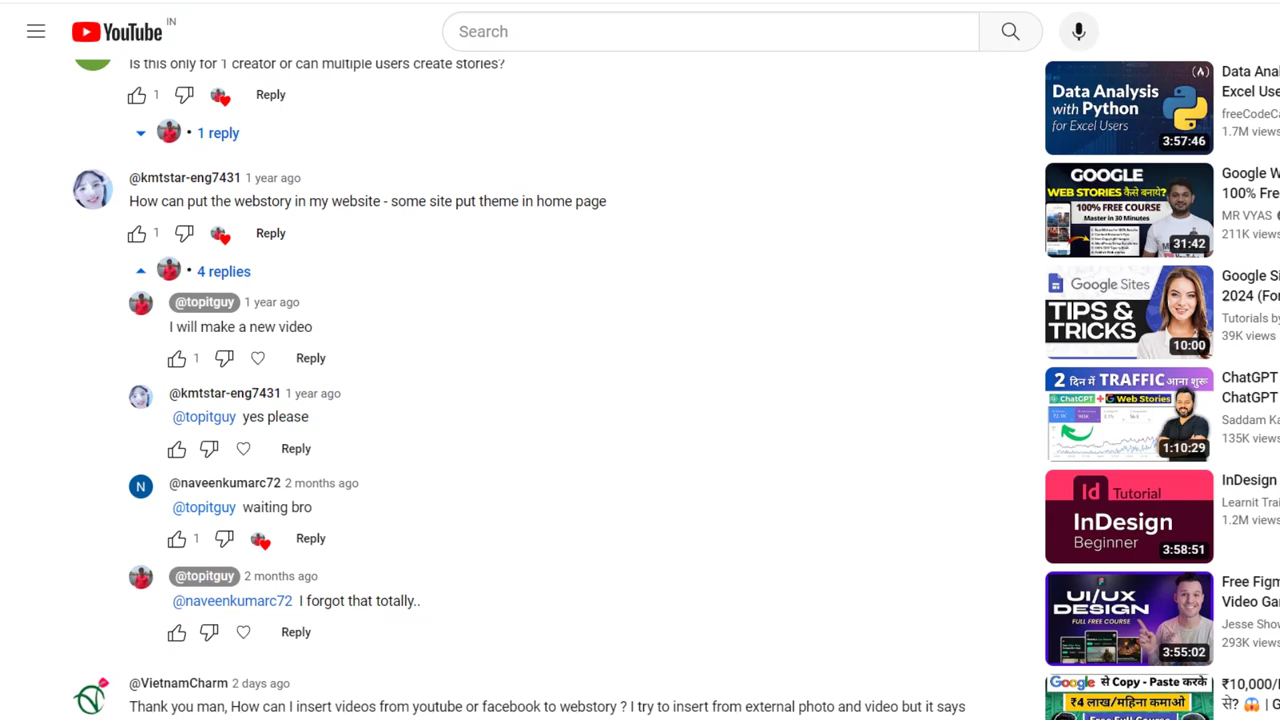 YouTube IN
Search
Is this only for 1 creator or can multiple users create stories?
1
Reply
• 1 reply
@kmtstar-eng7431 1 year ago
How can put the webstory in my website - some site put theme in home page
1
Reply
• 4 replies
@topitguy 1 year ago
I will make a new video
1
Reply
@kmtstar-eng7431 1 year ago
@topitguy yes please
Reply
N
@naveenkumarc72 2 months ago
@topitguy waiting bro
1
Reply
@topitguy 2 months ago
@naveenkumarc72 I forgot that totally..
Reply
@VietnamCharm 2 days ago
Thank you man, How can I insert videos from youtube or facebook to webstory ? I try to insert from external photo and video but it says
Data Analysis
with Python
for Excel Users
3:57:46
Data Anal
Excel Use
freeCodeCa
1.7M views
GOOGLE
WEB STORIES कैसे बनाये?
100% FREE COURSE
Master in 30 Minutes
31:42
Google W
100% Fre
MR VYAS
211K views
Google Sites
TIPS &
TRICKS
10:00
Google Si
2024 (For
Tutorials by
39K views
2 दिन में TRAFFIC आना शुरू
ChatGPT + Web Stories
1:10:29
ChatGPT
ChatGPT
Saddam Ka
135K views
Id Tutorial
InDesign
Beginner
3:58:51
InDesign
Learnit Trai
1.2M views
UI/UX
DESIGN
FULL FREE COURSE
3:55:02
Free Figm
Video Gam
Jesse Show
293K views
Google से Copy - Paste करके
₹4 लाख/महिना कमाओ
Full Free Course
₹10,000/
से? 😱 | G